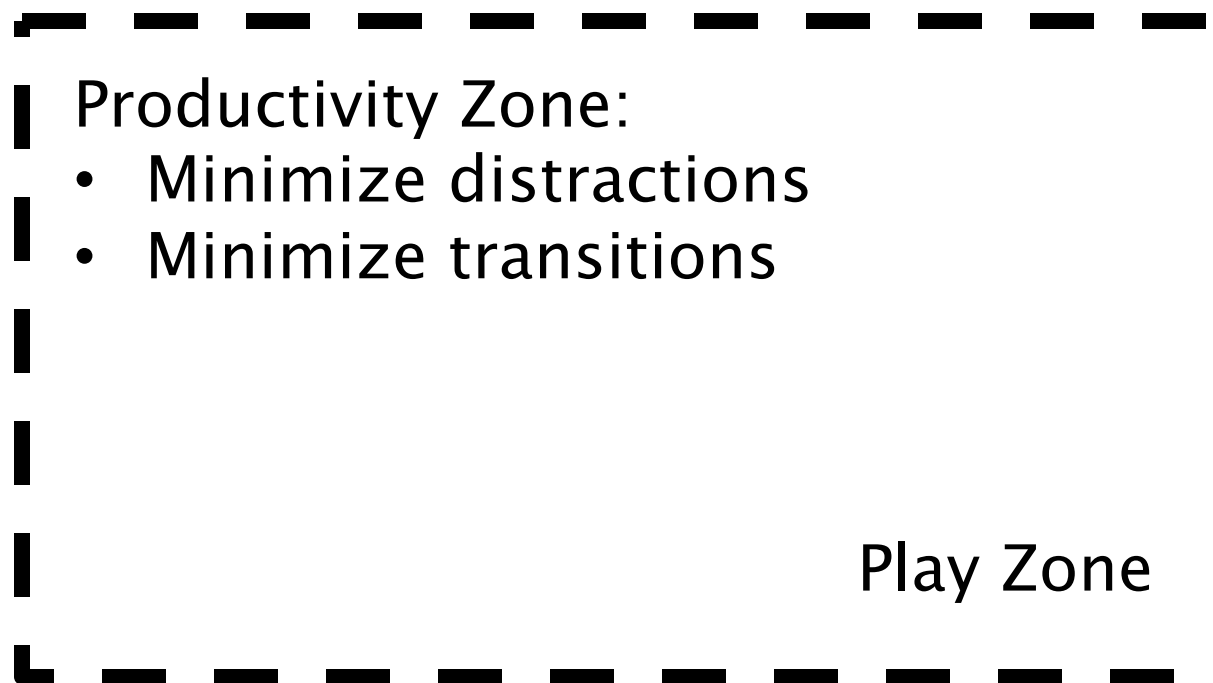 Productivity Zone:
• Minimize distractions
• Minimize transitions
Play Zone